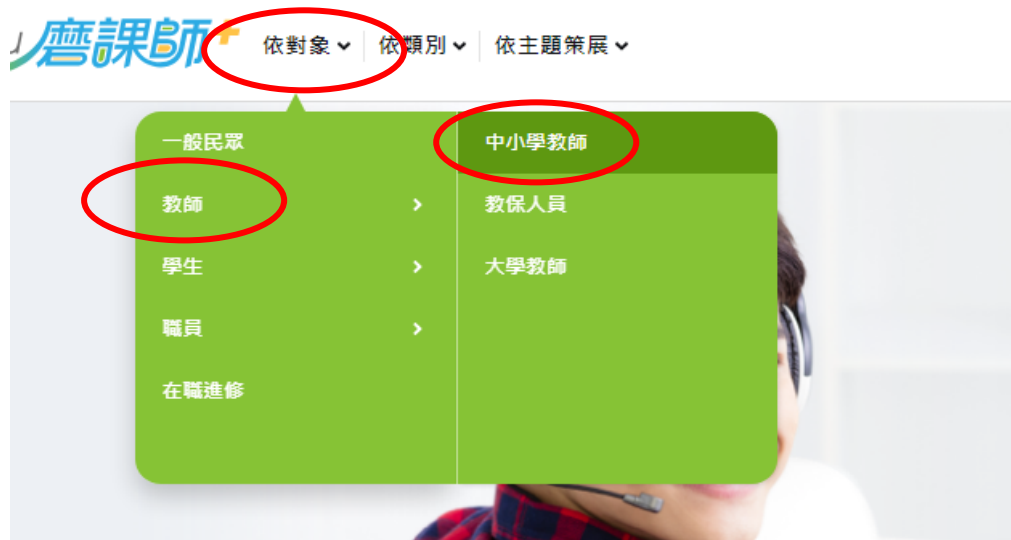 磨課師+ 依對象 依類別 依主題策展
一般民眾
教師
學生
職員
在職進修
中小學教師
教保人員
大學教師